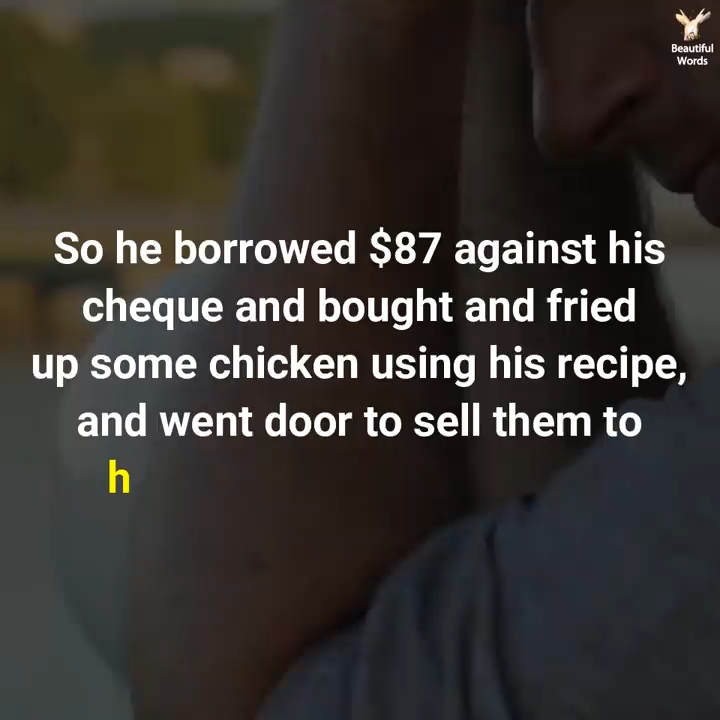 Beautiful
Words
So he borrowed $87 against his
cheque and bought and fried
up some chicken using his recipe,
and went door to sell them to
h